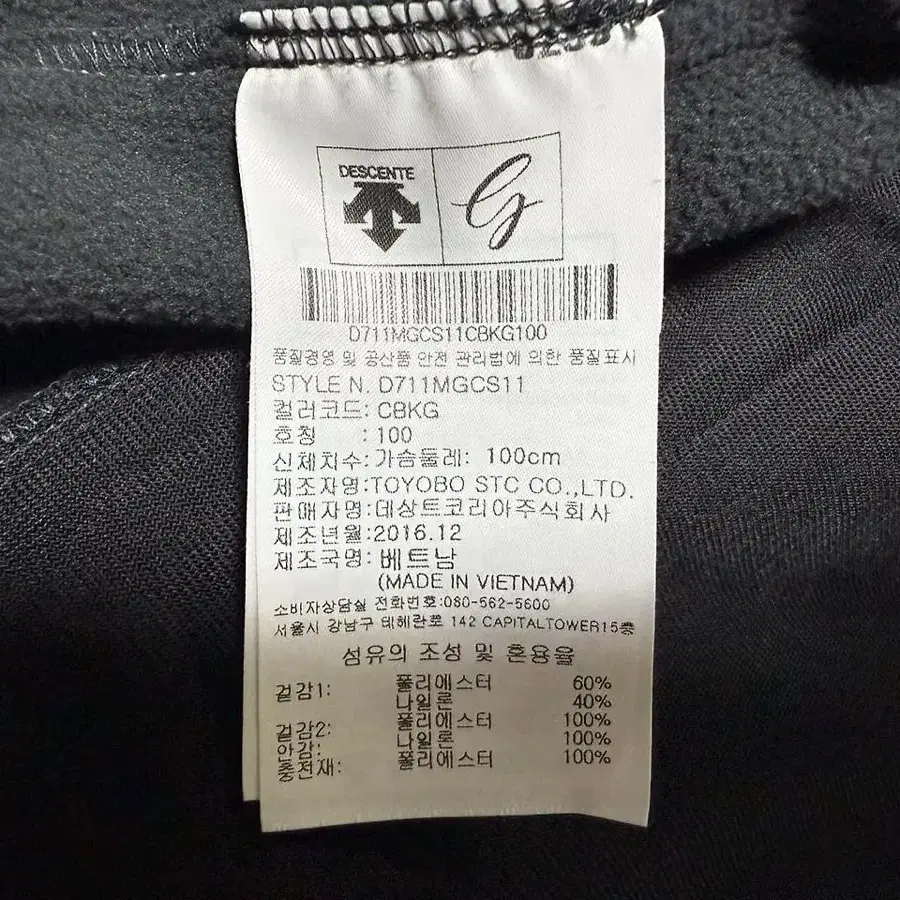 DESCENTE
G
D711MGCS11CBKG100
품질경영 및 공산품 안전 관리법에 의한 품질표시
STYLE N. D711MGCS11
컬러코드: CBKG
호칭 : 100
신체치수: 가슴둘레: 100cm
제조자명:TOYOBO STC CO.,LTD.
판매자명:데상트코리아주식회사
제조년월:2016.12
제조국명: 베트남
(MADE IN VIETNAM)
소비자상담실 전화번호:080-562-5600
서울시 강남구 테헤란로 142 CAPITALTOWER15층
섬유의 조성 및 혼용율
겉감1: 폴리에스터 60%
나일론 40%
겉감2: 폴리에스터 100%
안감: 나일론 100%
충전재: 폴리에스터 100%